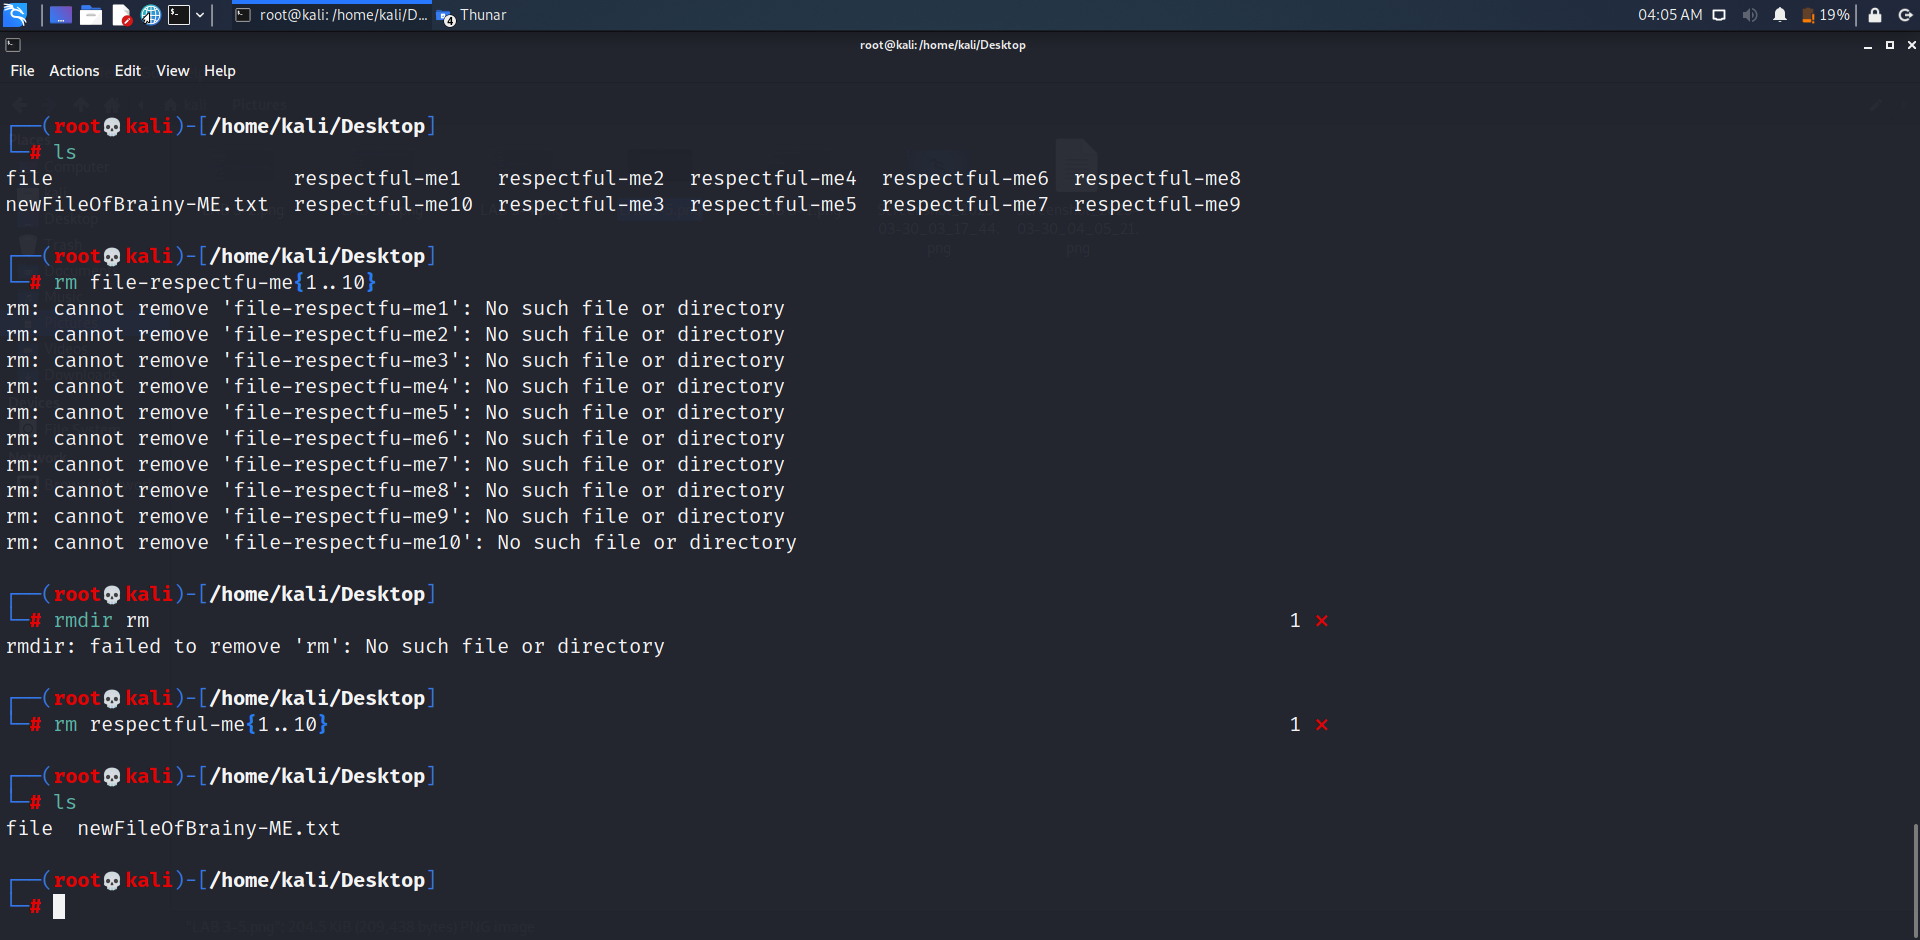 root@kali: /home/kali/D...
4
Thunar
04:05 AM
19%
root@kali: /home/kali/Desktop
File Actions Edit View Help
Pictures
┌──(root💀kali)-[/home/kali/Desktop]
└─# ls
file respectful-me1 respectful-me2 respectful-me4 respectful-me6 respectful-me8
newFileOfBrainy-ME.txt respectful-me10 respectful-me3 respectful-me5 respectful-me7 respectful-me9
┌──(root💀kali)-[/home/kali/Desktop]
└─# rm file-respectfu-me{1..10}
rm: cannot remove 'file-respectfu-me1': No such file or directory
rm: cannot remove 'file-respectfu-me2': No such file or directory
rm: cannot remove 'file-respectfu-me3': No such file or directory
rm: cannot remove 'file-respectfu-me4': No such file or directory
rm: cannot remove 'file-respectfu-me5': No such file or directory
rm: cannot remove 'file-respectfu-me6': No such file or directory
rm: cannot remove 'file-respectfu-me7': No such file or directory
rm: cannot remove 'file-respectfu-me8': No such file or directory
rm: cannot remove 'file-respectfu-me9': No such file or directory
rm: cannot remove 'file-respectfu-me10': No such file or directory
┌──(root💀kali)-[/home/kali/Desktop]
└─# rmdir rm 1 ⨯
rmdir: failed to remove 'rm': No such file or directory
┌──(root💀kali)-[/home/kali/Desktop]
└─# rm respectful-me{1..10} 1 ⨯
┌──(root💀kali)-[/home/kali/Desktop]
└─# ls
file newFileOfBrainy-ME.txt
┌──(root💀kali)-[/home/kali/Desktop]
└─#